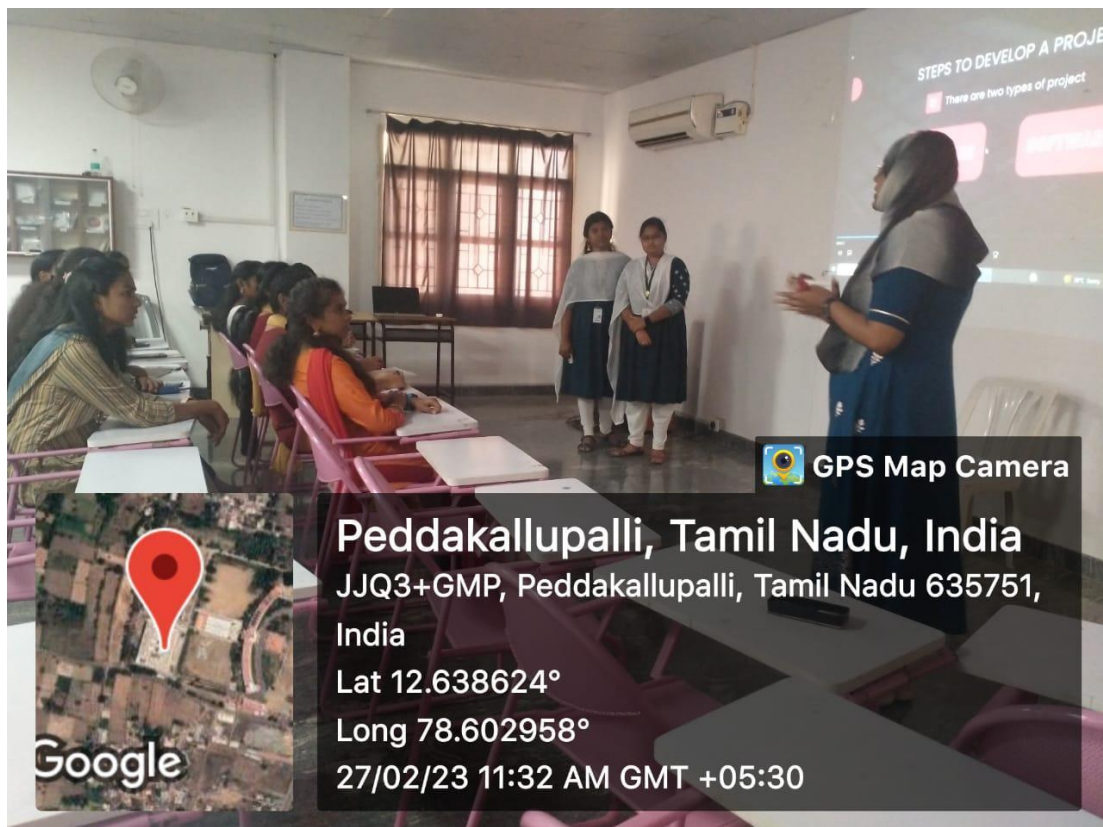 STEPS TO DEVELOP A PROJE
There are two types of project
GPS Map Camera
Peddakallupalli, Tamil Nadu, India
JJQ3+GMP, Peddakallupalli, Tamil Nadu 635751,
India
Lat 12.638624°
Long 78.602958°
27/02/23 11:32 AM GMT +05:30
Google